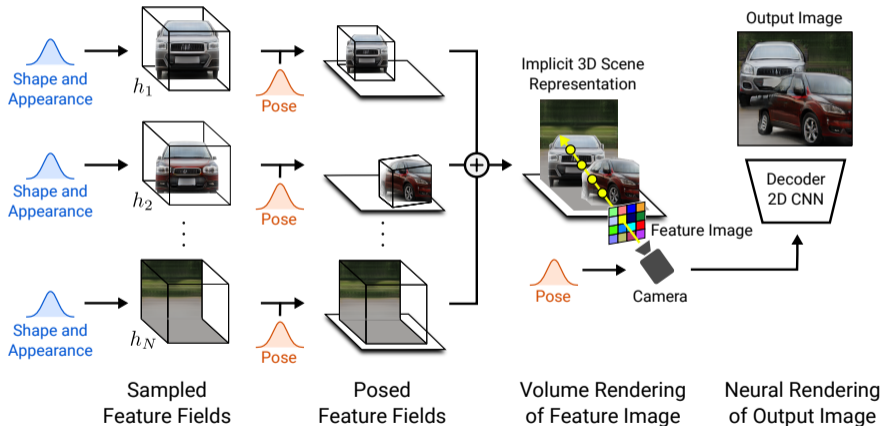 Shape and
Appearance
h1
Pose
Shape and
Appearance
h2
Pose
Shape and
Appearance
hN
Pose
Implicit 3D Scene
Representation
Feature Image
Pose
Camera
Output Image
Decoder
2D CNN
Sampled
Feature Fields
Posed
Feature Fields
Volume Rendering
of Feature Image
Neural Rendering
of Output Image